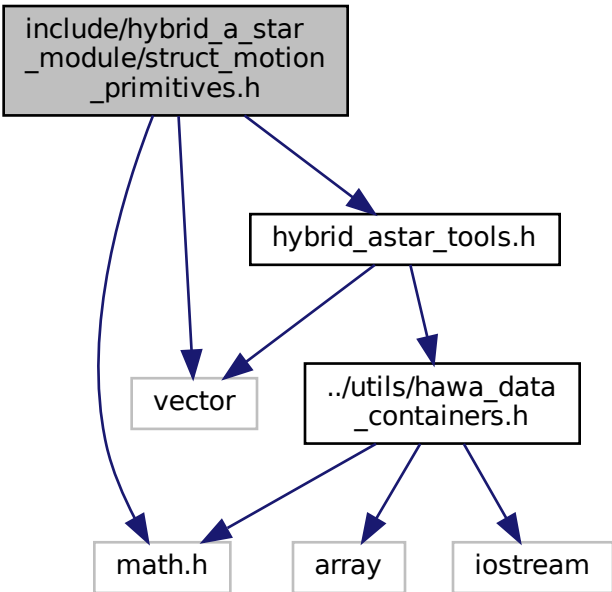 include/hybrid_a_star
_module/struct_motion
_primitives.h
hybrid_astar_tools.h
vector
../utils/hawa_data
_containers.h
math.h
array
iostream